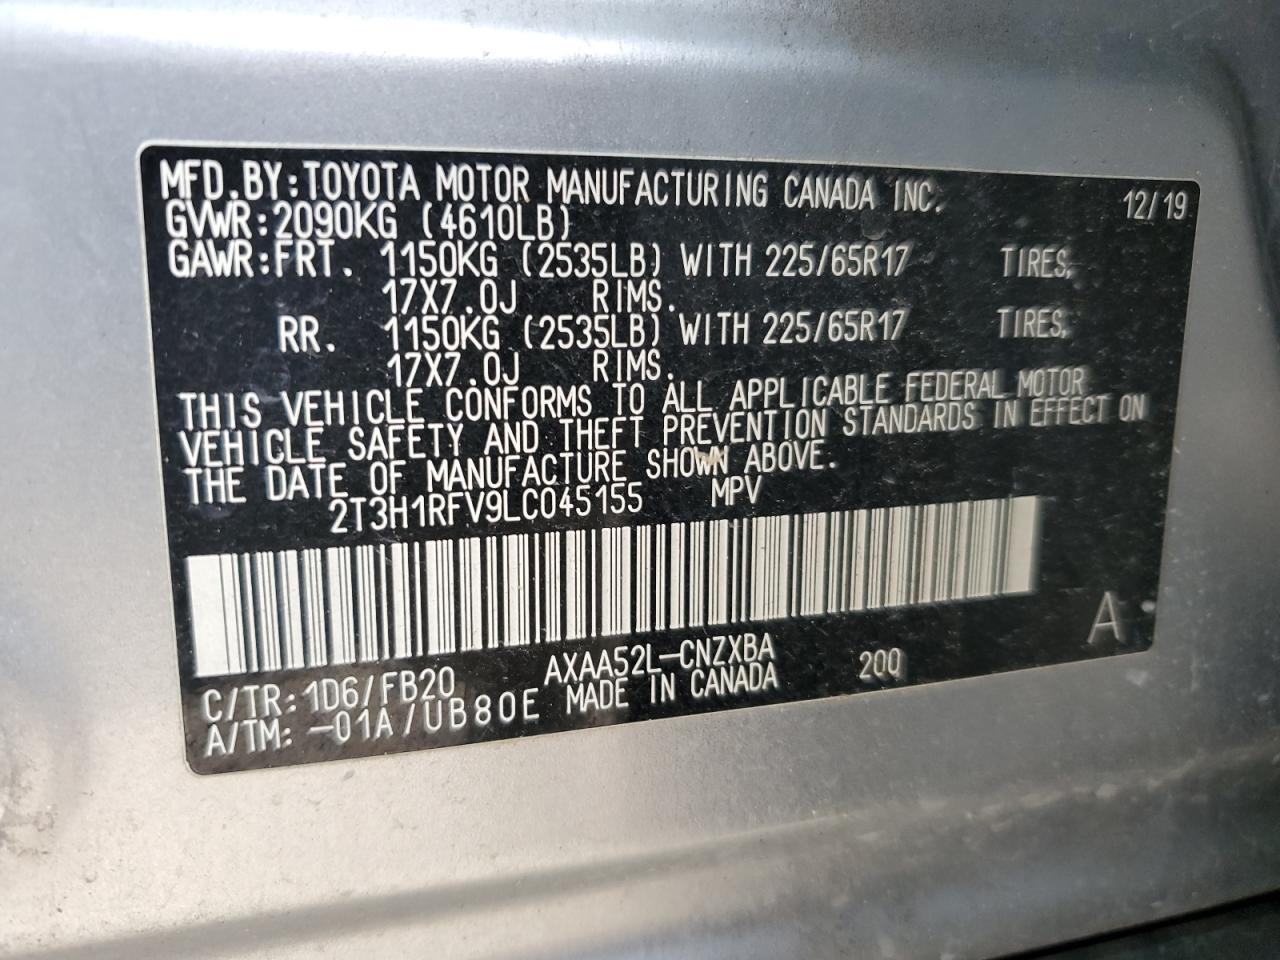 MFD.BY:TOYOTA MOTOR MANUFACTURING CANADA INC. 12/19
GVWR:2090KG (4610LB)
GAWR:FRT. 1150KG (2535LB) WITH 225/65R17 TIRES,
17X7.0J RIMS.
RR. 1150KG (2535LB) WITH 225/65R17 TIRES,
17X7.0J RIMS.
THIS VEHICLE CONFORMS TO ALL APPLICABLE FEDERAL MOTOR
VEHICLE SAFETY AND THEFT PREVENTION STANDARDS IN EFFECT ON
THE DATE OF MANUFACTURE SHOWN ABOVE.
2T3H1RFV9LC045155 MPV
A
C/TR:1D6/FB20 AXAA52L-CNZXBA 200
A/TM: -01A/UB80E MADE IN CANADA